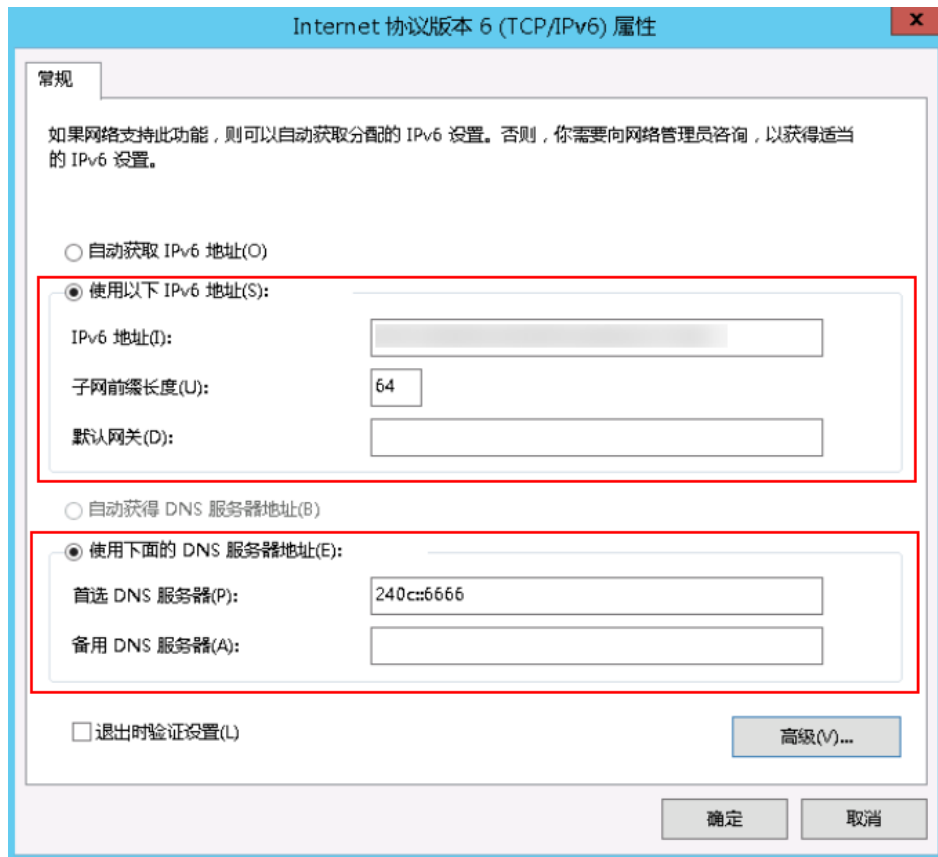 Internet 协议版本 6 (TCP/IPv6) 属性
x
常规
如果网络支持此功能，则可以自动获取分配的 IPv6 设置。否则，你需要向网络管理员咨询，以获得适当
的 IPv6 设置。
自动获取 IPv6 地址(O)
使用以下 IPv6 地址(S):
IPv6 地址(I):
子网前缀长度(U):
64
默认网关(D):
自动获得 DNS 服务器地址(B)
使用下面的 DNS 服务器地址(E):
首选 DNS 服务器(P):
240c::6666
备用 DNS 服务器(A):
退出时验证设置(L)
高级(V)...
确定
取消